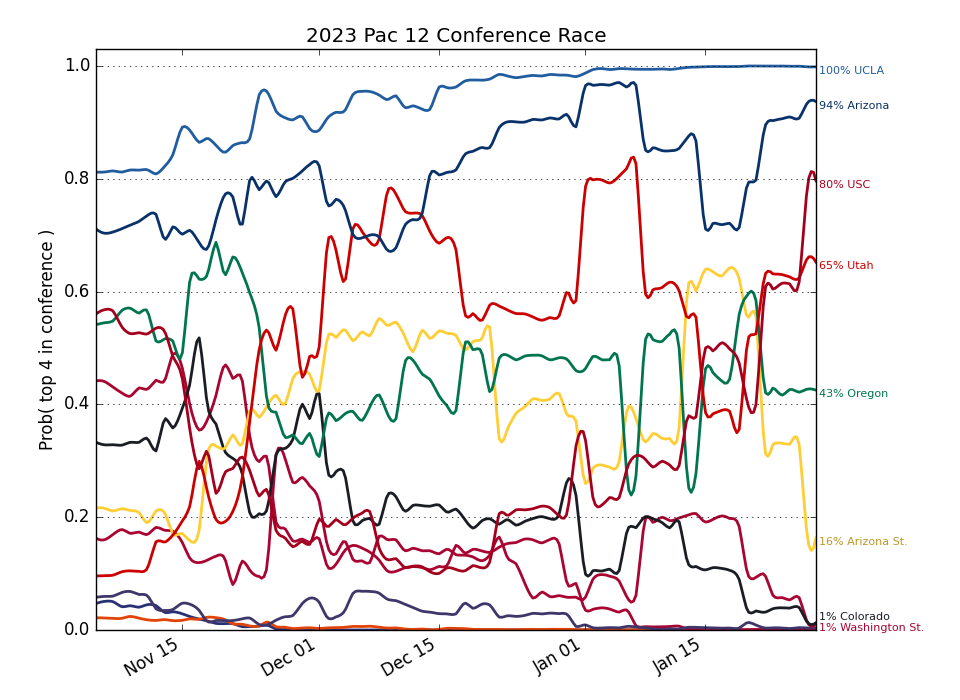 2023 Pac 12 Conference Race
1.0
0.8
0.6
0.4
0.2
0.0
Prob( top 4 in conference )
100% UCLA
94% Arizona
80% USC
65% Utah
43% Oregon
16% Arizona St.
1% Colorado
1% Washington St.
Nov 15
Dec 01
Dec 15
Jan 01
Jan 15